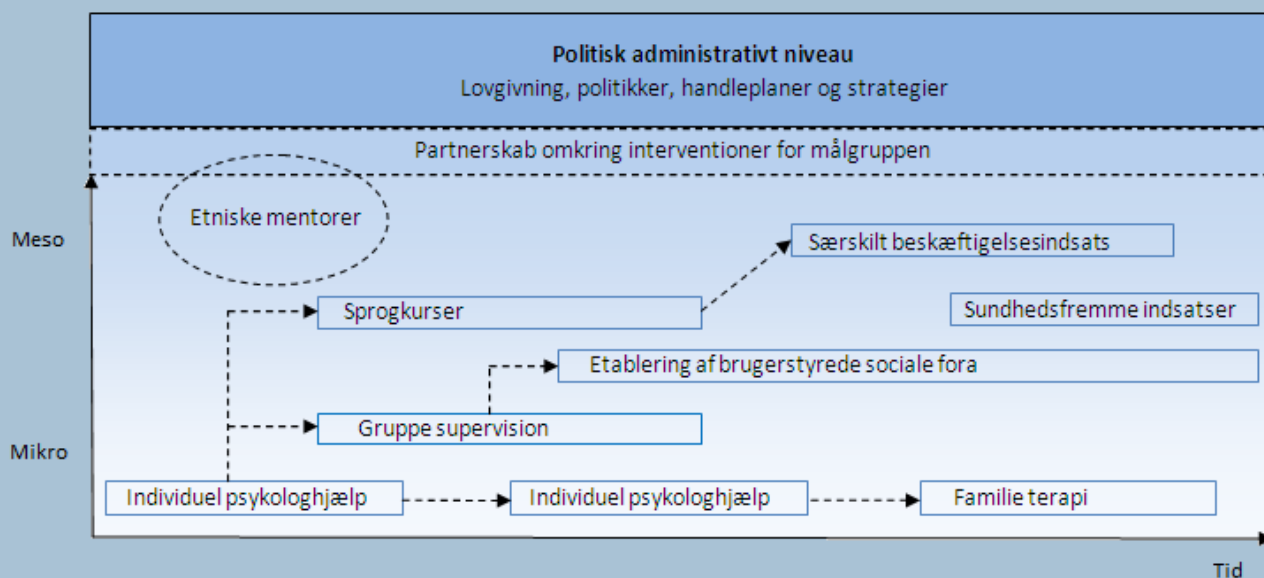 Politisk administrativt niveau
Lovgivning, politikker, handleplaner og strategier
Partnerskab omkring interventioner for målgruppen
Etniske mentorer
Meso
Særskilt beskæftigelsesindsats
Sprogkurser
Sundhedsfremme indsatser
Etablering af brugerstyrede sociale fora
Gruppe supervision
Mikro
Individuel psykologhjælp
Individuel psykologhjælp
Familie terapi
Tid